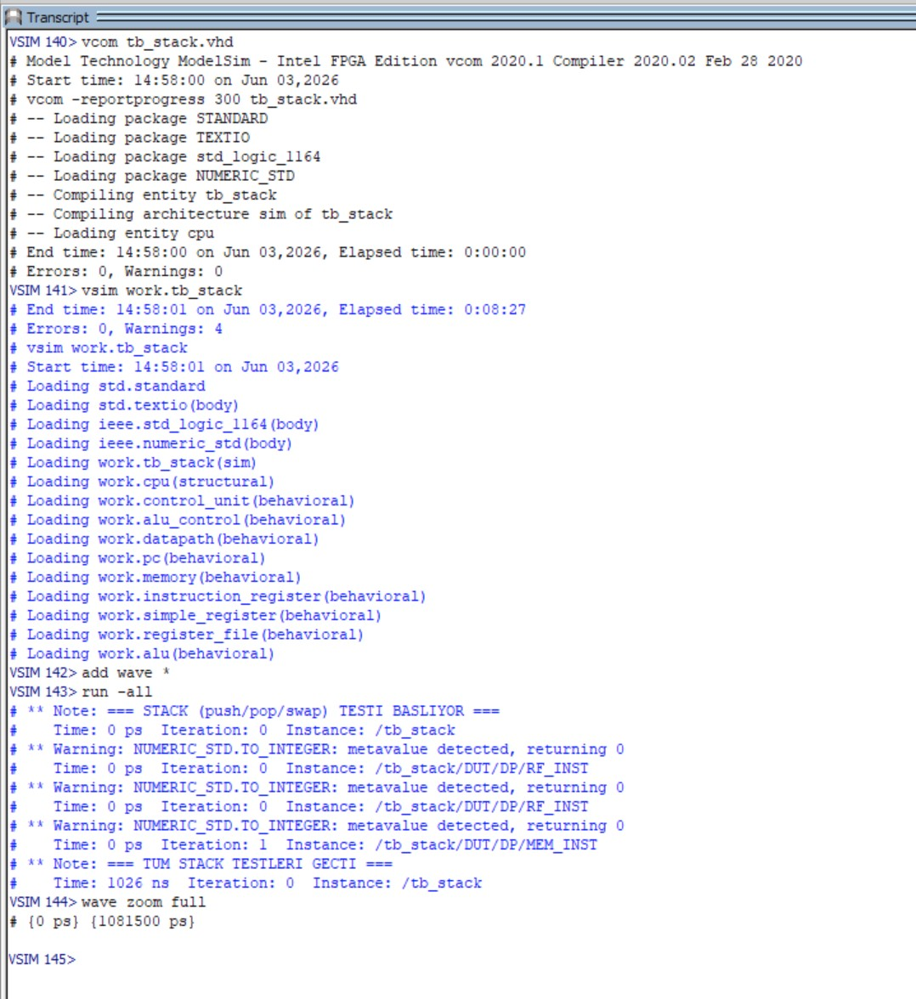 Transcript
VSIM 140> vcom tb_stack.vhd
# Model Technology ModelSim - Intel FPGA Edition vcom 2020.1 Compiler 2020.02 Feb 28 2020
# Start time: 14:58:00 on Jun 03,2026
# vcom -reportprogress 300 tb_stack.vhd
# -- Loading package STANDARD
# -- Loading package TEXTIO
# -- Loading package std_logic_1164
# -- Loading package NUMERIC_STD
# -- Compiling entity tb_stack
# -- Compiling architecture sim of tb_stack
# -- Loading entity cpu
# End time: 14:58:00 on Jun 03,2026, Elapsed time: 0:00:00
# Errors: 0, Warnings: 0
VSIM 141> vsim work.tb_stack
# End time: 14:58:01 on Jun 03,2026, Elapsed time: 0:08:27
# Errors: 0, Warnings: 4
# vsim work.tb_stack
# Start time: 14:58:01 on Jun 03,2026
# Loading std.standard
# Loading std.textio(body)
# Loading ieee.std_logic_1164(body)
# Loading ieee.numeric_std(body)
# Loading work.tb_stack(sim)
# Loading work.cpu(structural)
# Loading work.control_unit(behavioral)
# Loading work.alu_control(behavioral)
# Loading work.datapath(behavioral)
# Loading work.pc(behavioral)
# Loading work.memory(behavioral)
# Loading work.instruction_register(behavioral)
# Loading work.simple_register(behavioral)
# Loading work.register_file(behavioral)
# Loading work.alu(behavioral)
VSIM 142> add wave *
VSIM 143> run -all
# ** Note: === STACK (push/pop/swap) TESTI BASLIYOR ===
#    Time: 0 ps  Iteration: 0  Instance: /tb_stack
# ** Warning: NUMERIC_STD.TO_INTEGER: metavalue detected, returning 0
#    Time: 0 ps  Iteration: 0  Instance: /tb_stack/DUT/DP/RF_INST
# ** Warning: NUMERIC_STD.TO_INTEGER: metavalue detected, returning 0
#    Time: 0 ps  Iteration: 0  Instance: /tb_stack/DUT/DP/RF_INST
# ** Warning: NUMERIC_STD.TO_INTEGER: metavalue detected, returning 0
#    Time: 0 ps  Iteration: 1  Instance: /tb_stack/DUT/DP/MEM_INST
# ** Note: === TUM STACK TESTLERI GECTI ===
#    Time: 1026 ns  Iteration: 0  Instance: /tb_stack
VSIM 144> wave zoom full
# {0 ps} {1081500 ps}
VSIM 145>